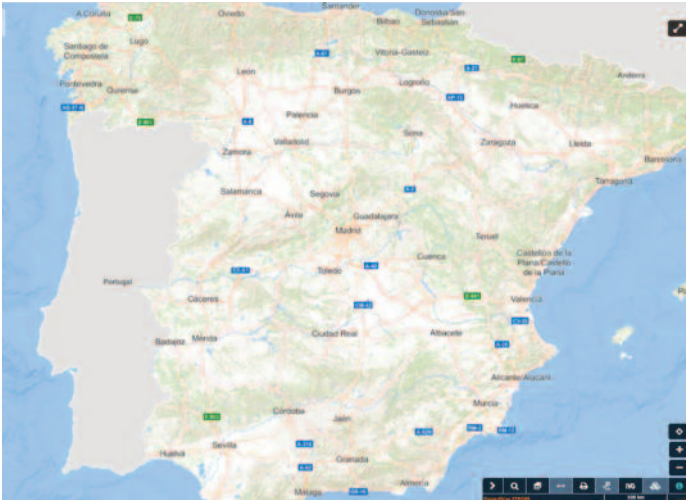 A Coruña
Oviedo
Santander
Bilbao
Donostia-San
Sebastián
Lugo
Santiago de
Compostela
Vitoria-Gasteiz
León
Pontevedra
Ourense
Burgos
Logroño
Andorra
Huesca
Palencia
Soria
Zaragoza
Lleida
Valladolid
Zamora
Barcelona
Tarragona
Salamanca
Segovia
Ávila
Guadalajara
Madrid
Teruel
Cuenca
Castellón de la
Plana/Castelló
de la Plana
Toledo
Portugal
Cáceres
Valencia
Ciudad Real
Albacete
Badajoz
Mérida
Alicante/Alacant
Murcia
Córdoba
Jaén
Sevilla
Huelva
Granada
Almería
Málaga